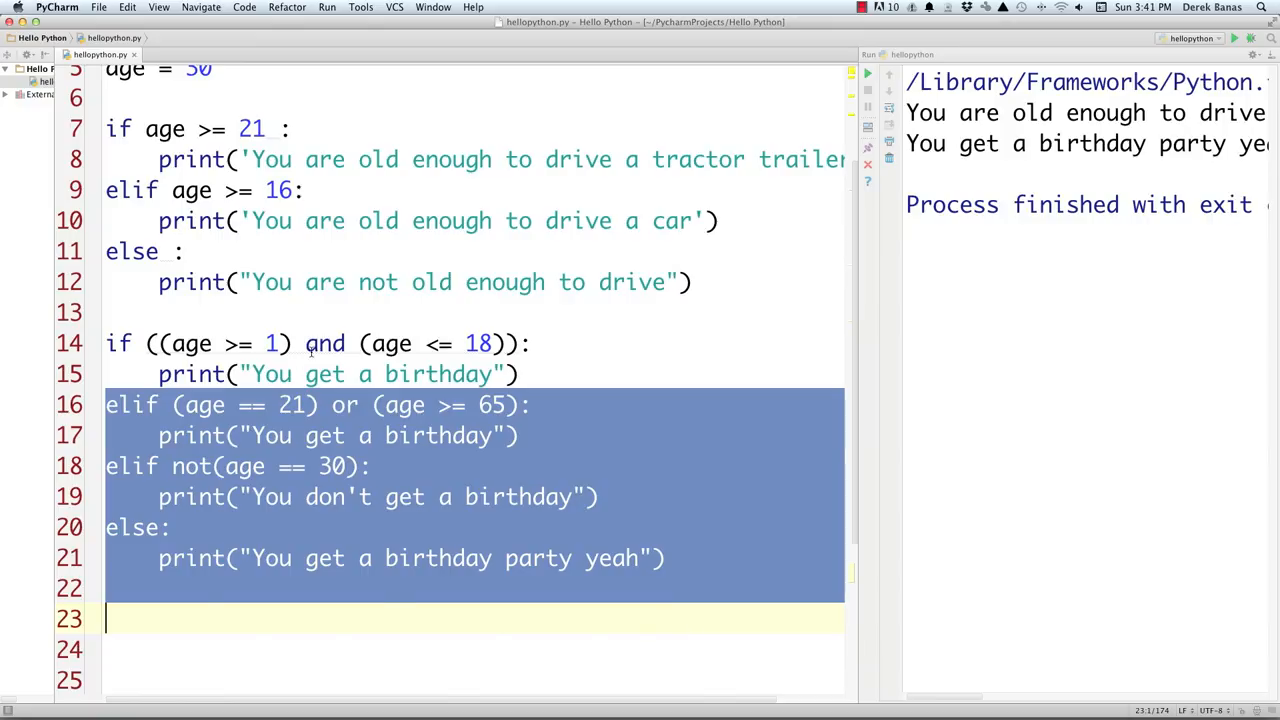 PyCharm File Edit View Navigate Code Refactor Run Tools VCS Window Help 10 Sun 3:41 PM Derek Banas
hellopython.py – Hello Python – [~/PycharmProjects/Hello Python]
Hello Python hellopython.py hellopython
hellopython.py Run hellopython
Hello P
hell
Extern
5 age = 30
6
7 if age >= 21 :
8 print('You are old enough to drive a tractor trailer
9 elif age >= 16:
10 print('You are old enough to drive a car')
11 else :
12 print("You are not old enough to drive")
13
14 if ((age >= 1) and (age <= 18)):
15 print("You get a birthday")
16 elif (age == 21) or (age >= 65):
17 print("You get a birthday")
18 elif not(age == 30):
19 print("You don't get a birthday")
20 else:
21 print("You get a birthday party yeah")
22
23
24
25
/Library/Frameworks/Python.
You are old enough to drive
You get a birthday party ye
Process finished with exit
23:1/174 LF UTF-8